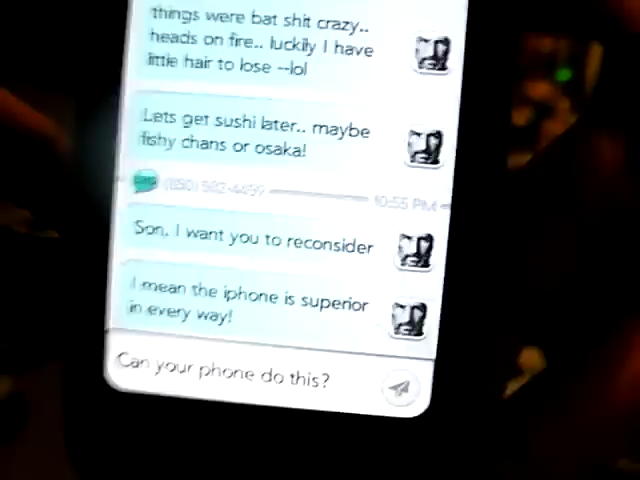 things were bat shit crazy..
heads on fire.. luckily I have
little hair to lose --lol
Lets get sushi later.. maybe
fishy chans or osaka!
10:55 PM
Son, I want you to reconsider
I mean the iphone is superior
in every way!
Can your phone do this?